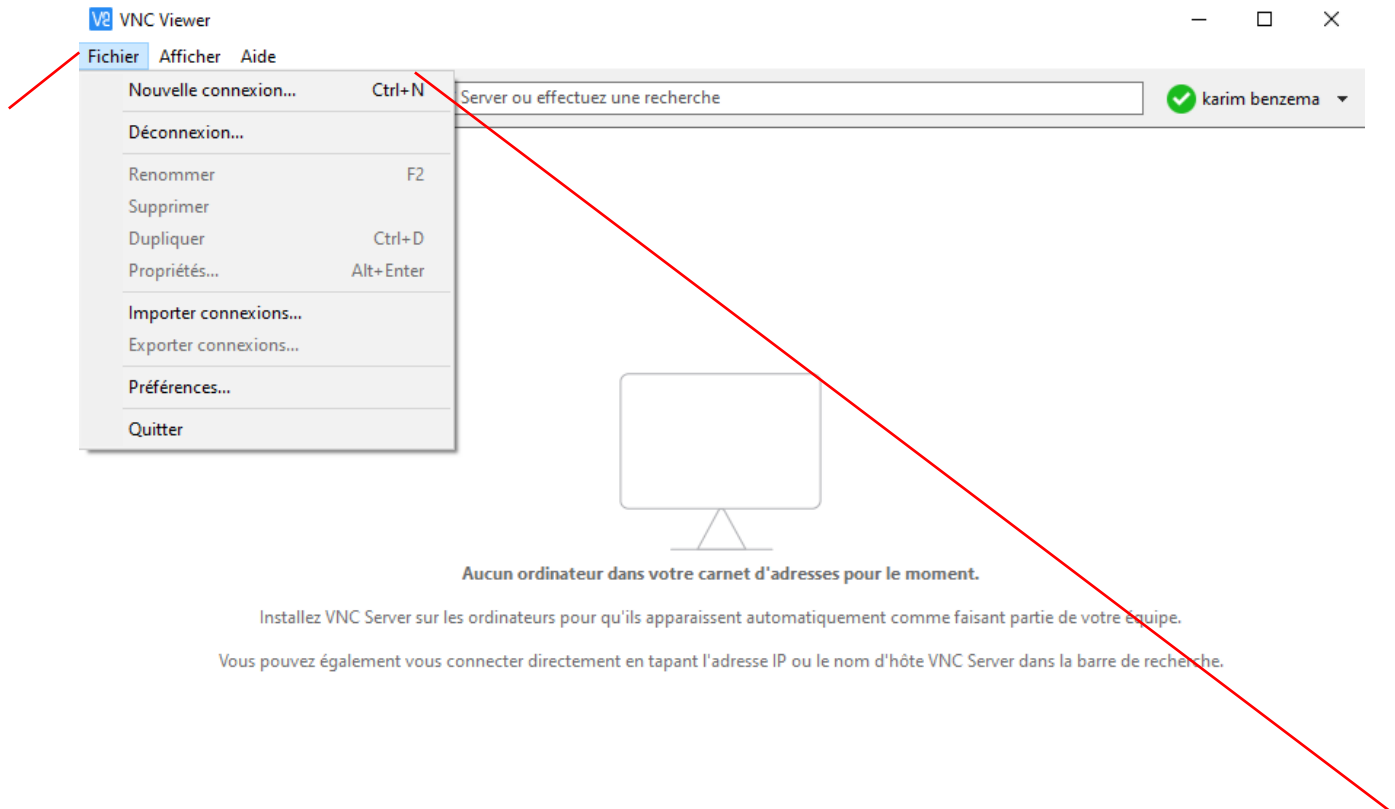 VNC Viewer
Fichier Afficher Aide
Nouvelle connexion... Ctrl+N
Server ou effectuez une recherche
karim benzema
Déconnexion...
Renommer F2
Supprimer
Dupliquer Ctrl+D
Propriétés... Alt+Enter
Importer connexions...
Exporter connexions...
Préférences...
Quitter
Aucun ordinateur dans votre carnet d'adresses pour le moment.
Installez VNC Server sur les ordinateurs pour qu'ils apparaissent automatiquement comme faisant partie de votre équipe.
Vous pouvez également vous connecter directement en tapant l'adresse IP ou le nom d'hôte VNC Server dans la barre de recherche.